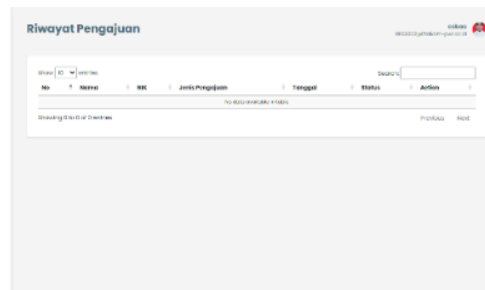 Riwayat Pengajuan
Show 10 entries
Search:
No Nama NIK Jenis Pengajuan Tanggal Status Action
No data available in table
Showing 0 to 0 of 0 entries
Previous Next